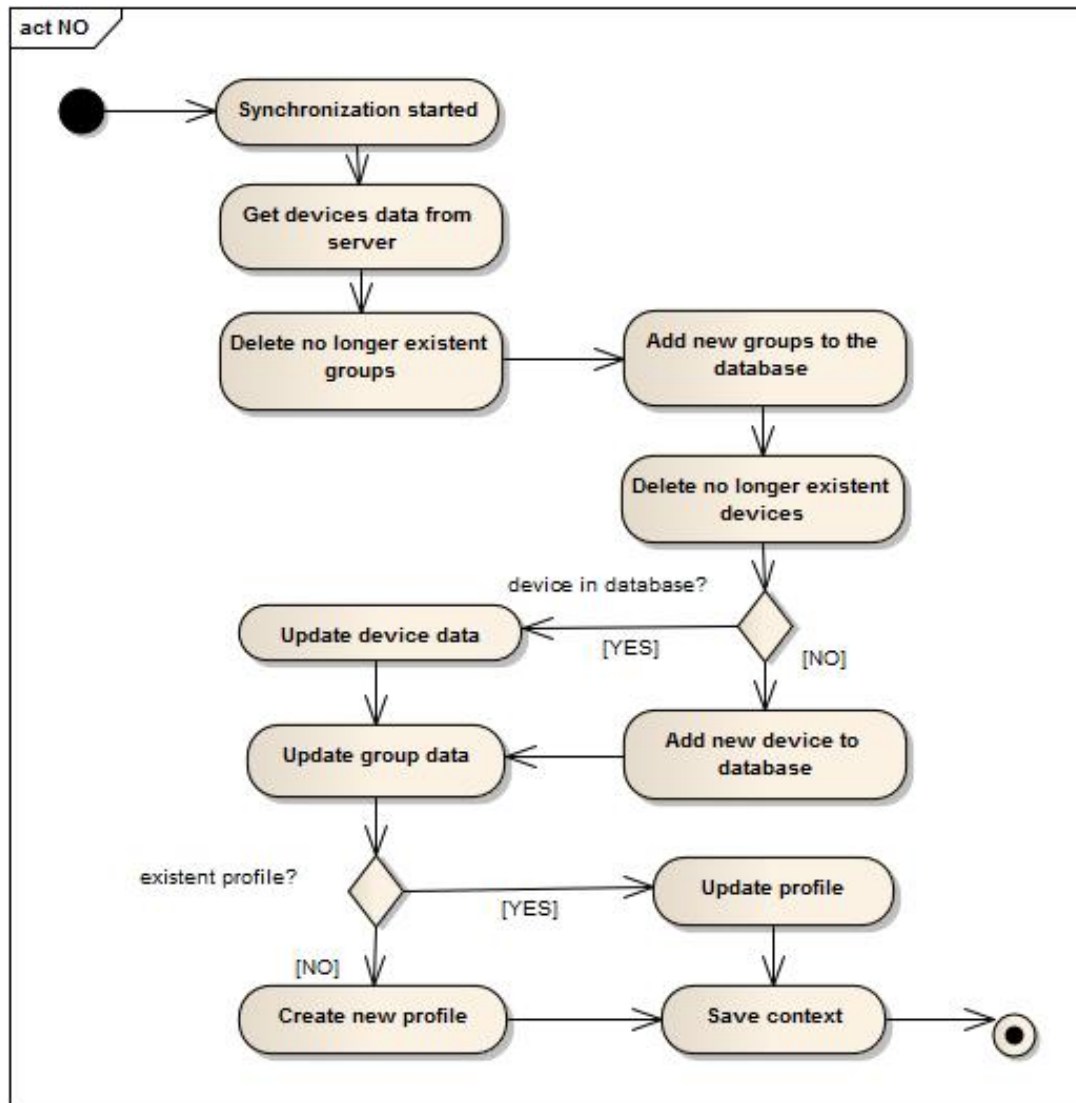 act NO
Synchronization started
Get devices data from
server
Delete no longer existent
groups
Add new groups to the
database
Delete no longer existent
devices
device in database?
[YES]
[NO]
Update device data
Add new device to
database
Update group data
existent profile?
[YES]
[NO]
Update profile
Create new profile
Save context